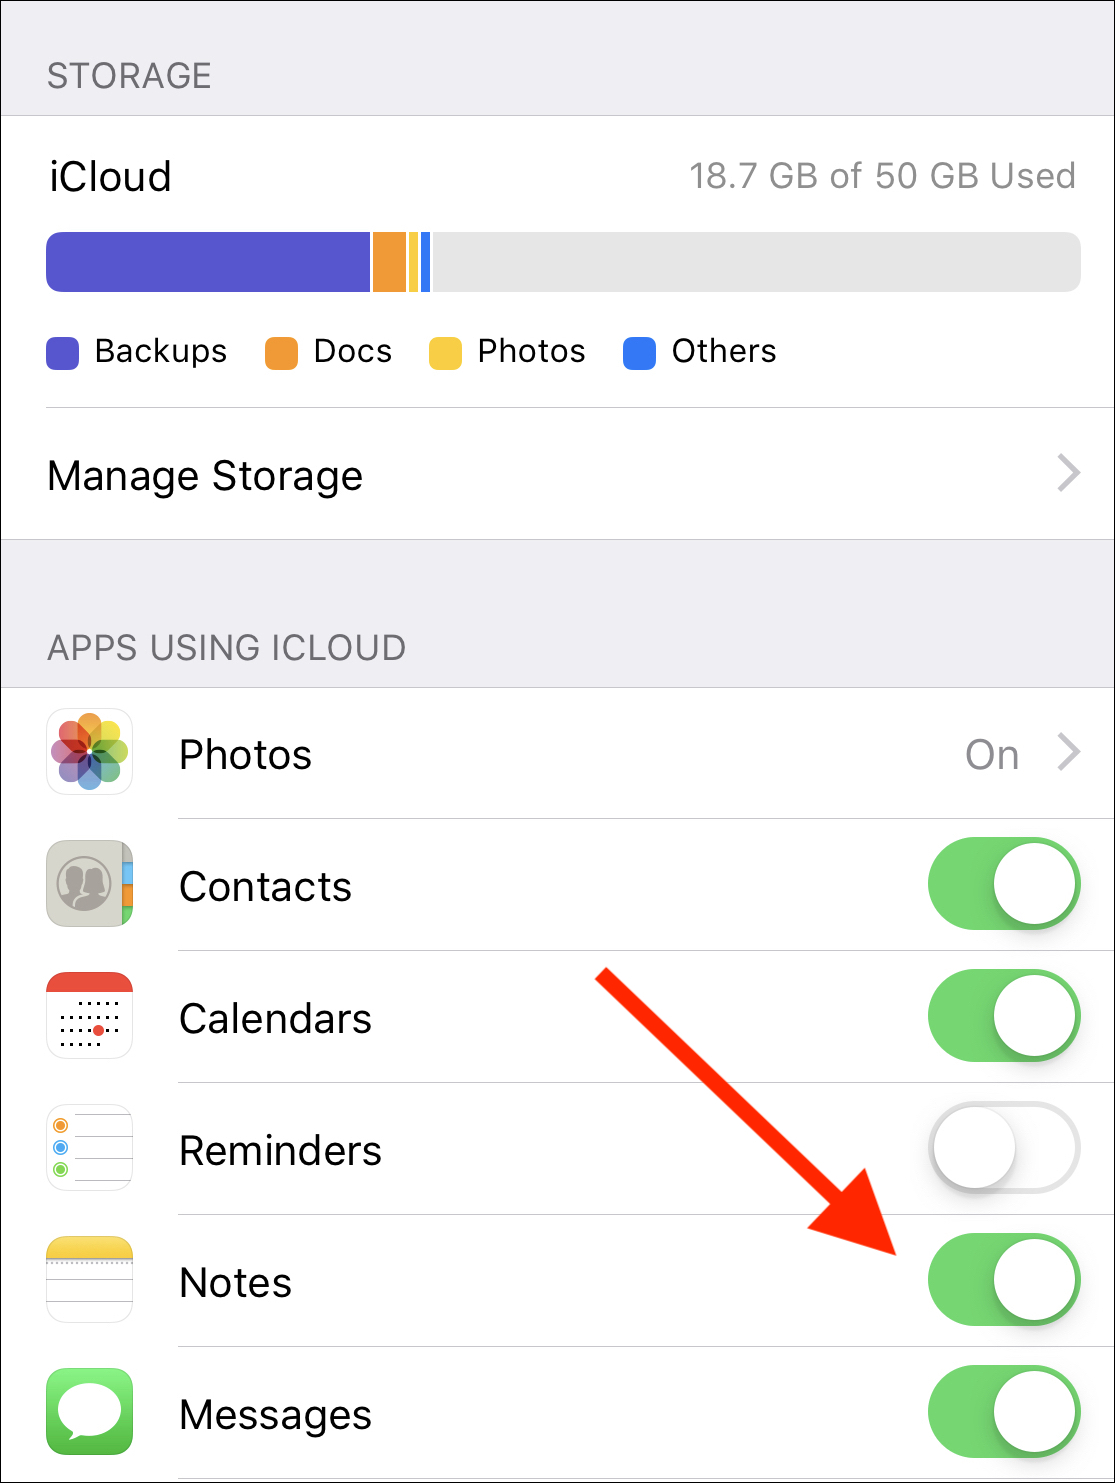 STORAGE
iCloud 18.7 GB of 50 GB Used
Backups Docs Photos Others
Manage Storage
APPS USING ICLOUD
Photos On
Contacts
Calendars
Reminders
Notes
Messages